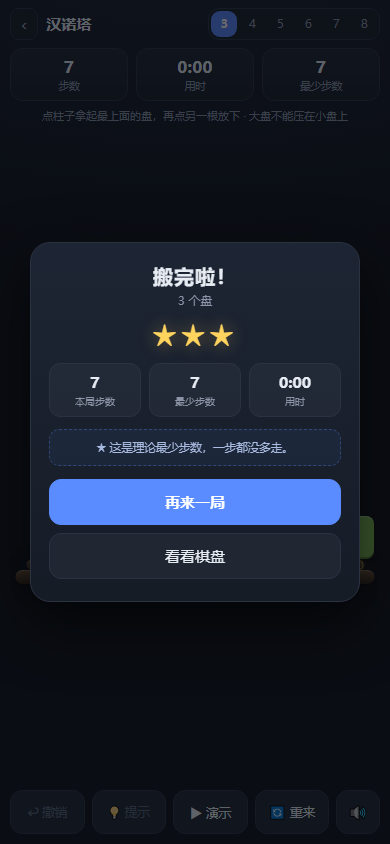 ‹ 汉诺塔 3 4 5 6 7 8
7 0:00 7
步数 用时 最少步数
点柱子拿起最上面的盘，再点另一根放下 · 大盘不能压在小盘上
搬完啦！
3 个盘
★★★
7 7 0:00
本局步数 最少步数 用时
★ 这是理论最少步数，一步都没多走。
再来一局
看看棋盘
↩ 撤销 💡 提示 ▶ 演示 🔄 重来 🔊